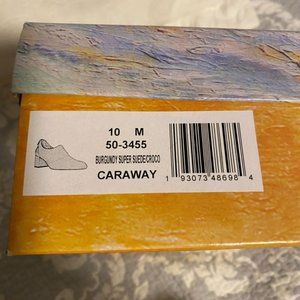 10 M
50-3455
BURGUNDY SUPER SUEDE/CROCO
CARAWAY
1 93073 48698 4